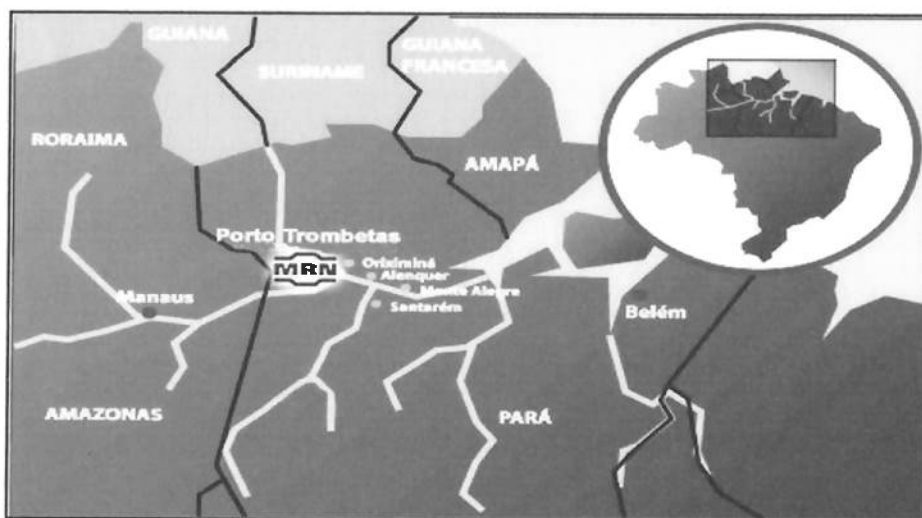 GUIANA
SURINAME
GUIANA
FRANCESA
RORAIMA
AMAPÁ
Porto Trombetas
MRN
Oriximiná
Alenquer
Monte Alegre
Santarém
Manaus
Belém
AMAZONAS
PARÁ